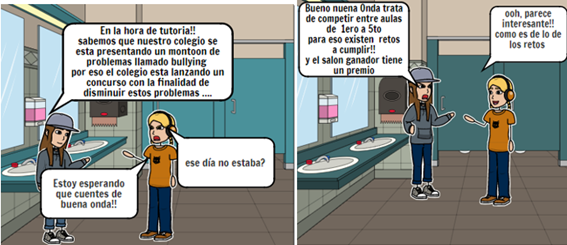 En la hora de tutoria!!
sabemos que nuestro colegio se
esta presentando un montoon de
problemas llamado bullying
por eso el colegio esta lanzando un
concurso con la finalidad de
disminuir estos problemas ....
ese día no estaba?
Estoy esperando
que cuentes de
buena onda!!
Bueno nuena 0nda trata
de competir entre aulas
de 1ero a 5to
para eso existen retos
a cumplir!!
y el salon ganador tiene
un premio
ooh, parece
interesante!!
como es de lo de
los retos